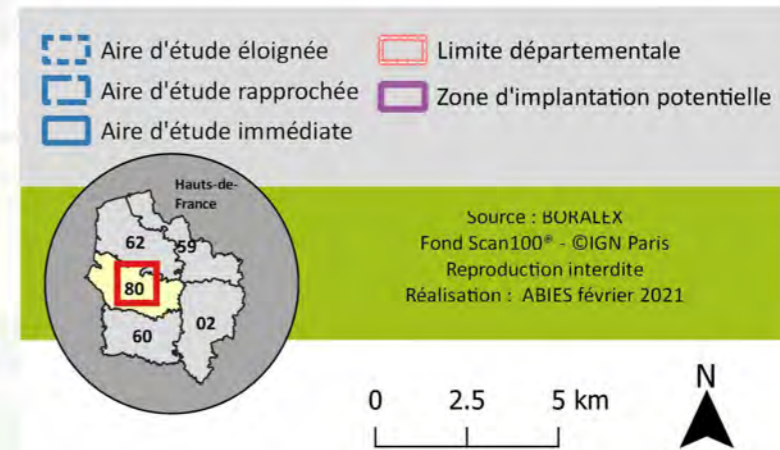 Aire d'étude éloignée
Aire d'étude rapprochée
Aire d'étude immédiate
Limite départementale
Zone d'implantation potentielle
Hauts-de-
France
62
59
80
60
02
Source : BORALEX
Fond Scan100® - ©IGN Paris
Reproduction interdite
Réalisation : ABIES février 2021
0 2.5 5 km
N